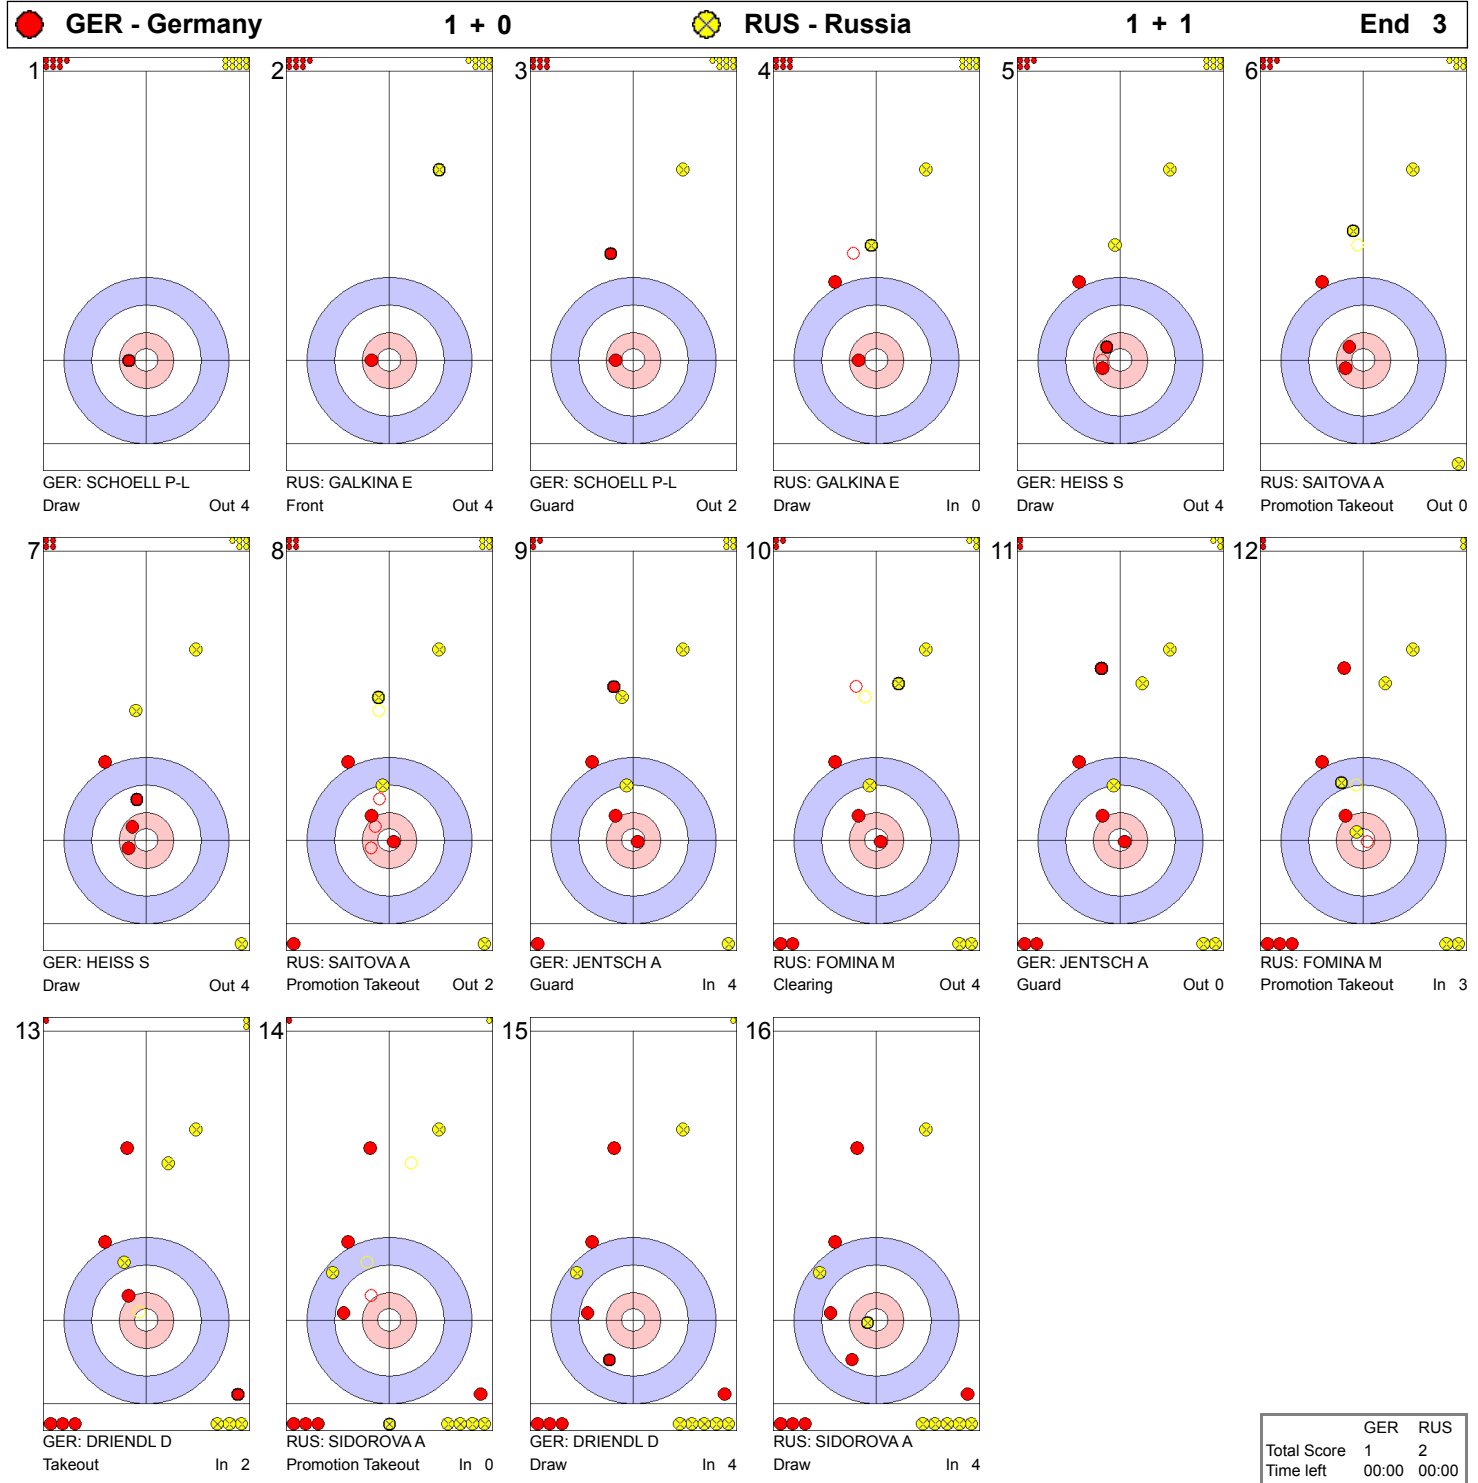 GER - Germany 1 + 0 RUS - Russia 1 + 1 End 3
1 2 3 4 5 6
GER: SCHOELL P-L RUS: GALKINA E GER: SCHOELL P-L RUS: GALKINA E GER: HEISS S RUS: SAITOVA A
Draw Out 4 Front Out 4 Guard Out 2 Draw In 0 Draw Out 4 Promotion Takeout Out 0
7 8 9 10 11 12
GER: HEISS S RUS: SAITOVA A GER: JENTSCH A RUS: FOMINA M GER: JENTSCH A RUS: FOMINA M
Draw Out 4 Promotion Takeout Out 2 Guard In 4 Clearing Out 4 Guard Out 0 Promotion Takeout In 3
13 14 15 16
GER: DRIENDL D RUS: SIDOROVA A GER: DRIENDL D RUS: SIDOROVA A
Takeout In 2 Promotion Takeout In 0 Draw In 4 Draw In 4
GER RUS
Total Score 1 2
Time left 00:00 00:00